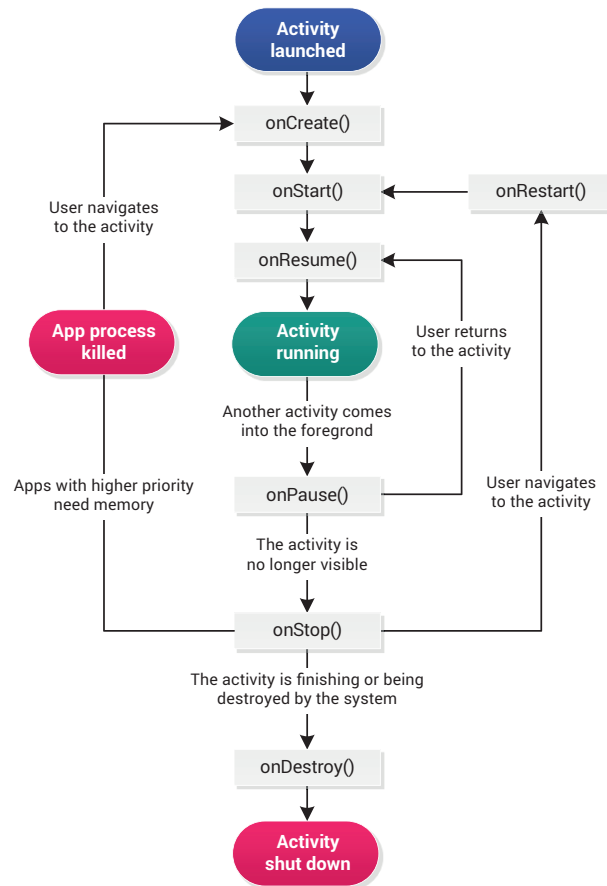 Activity
launched
onCreate()
onStart()
onRestart()
User navigates
to the activity
onResume()
App process
killed
Activity
running
User returns
to the activity
Another activity comes
into the foregrond
Apps with higher priority
need memory
onPause()
User navigates
to the activity
The activity is
no longer visible
onStop()
The activity is finishing or being
destroyed by the system
onDestroy()
Activity
shut down